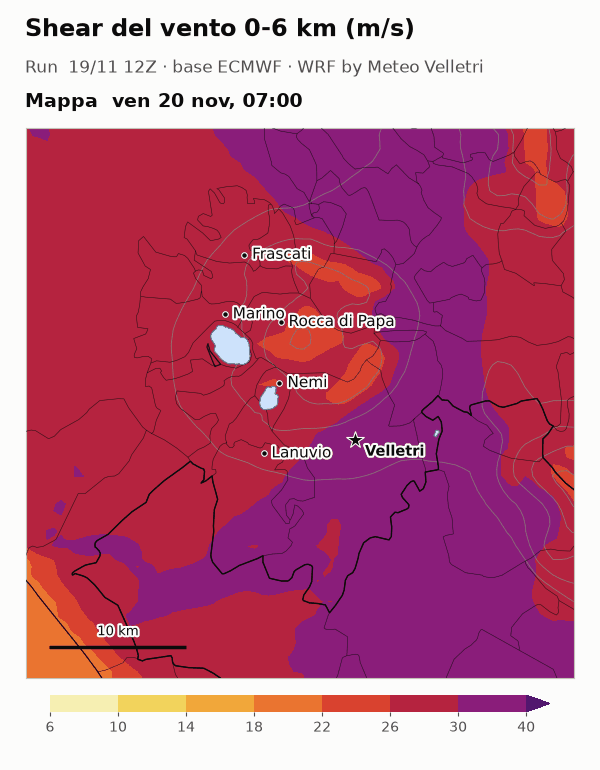 Shear del vento 0-6 km (m/s)
Run  19/11 12Z · base ECMWF · WRF by Meteo Velletri
Mappa  ven 20 nov, 07:00
Frascati
Marino
Rocca di Papa
Nemi
Velletri
Lanuvio
10 km
6 10 14 18 22 26 30 40